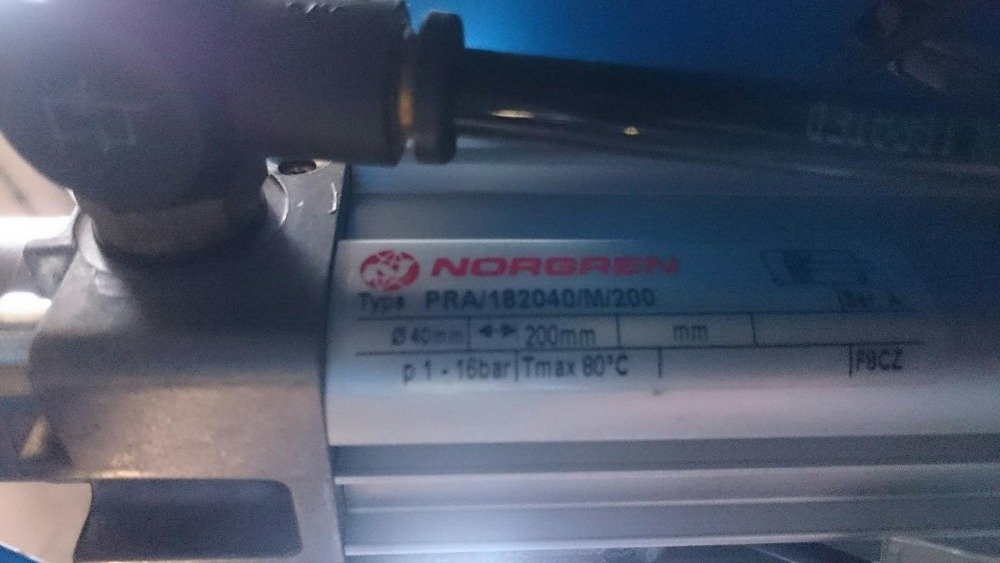 NORGREN
Type PRA/182040/M/200
Ø 40mm 200mm mm
p 1 - 16bar Tmax 80°C P8CZ